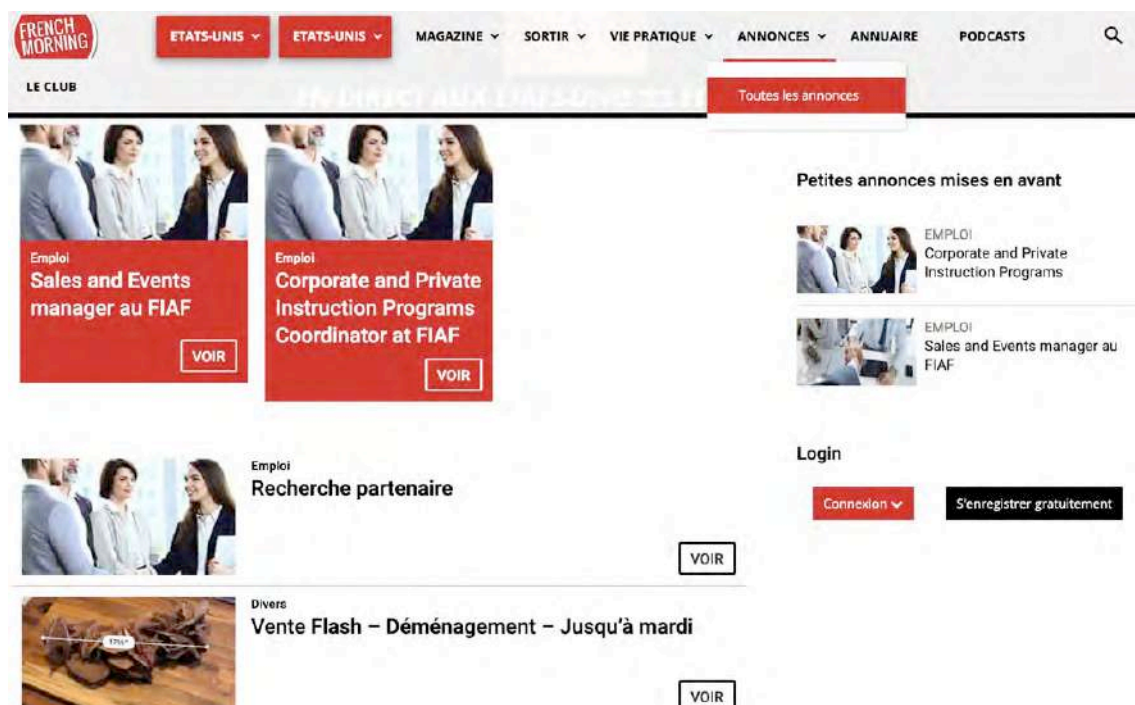 FRENCH
MORNING
ETATS-UNIS
ETATS-UNIS
MAGAZINE
SORTIR
VIE PRATIQUE
ANNONCES
ANNUAIRE
PODCASTS
LE CLUB
Toutes les annonces
Emploi
Sales and Events
manager au FIAF
VOIR
Emploi
Corporate and Private
Instruction Programs
Coordinator at FIAF
VOIR
Emploi
Recherche partenaire
VOIR
Divers
Vente Flash – Déménagement – Jusqu'à mardi
VOIR
Petites annonces mises en avant
EMPLOI
Corporate and Private
Instruction Programs
EMPLOI
Sales and Events manager au
FIAF
Login
Connexion
S'enregistrer gratuitement